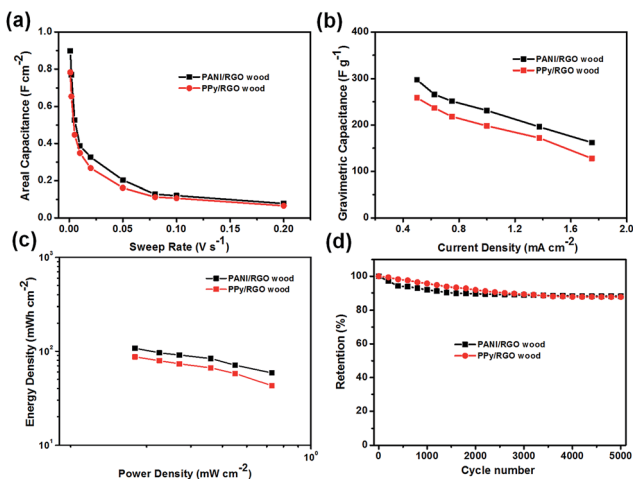 (a)
Areal Capacitance (F cm-2)
1.0
0.8
0.6
0.4
0.2
0.0
PANI/RGO wood
PPy/RGO wood
0.00
0.05
0.10
0.15
0.20
Sweep Rate (V s-1)
(b)
Gravimetric Capacitance (F g-1)
400
300
200
100
0
PANI/RGO wood
PPy/RGO wood
0.4
0.8
1.2
1.6
2.0
Current Density (mA cm-2)
(c)
Energy Density (mWh cm-2)
10³
10²
10¹
PANI/RGO wood
PPy/RGO wood
10⁰
Power Density (mW cm-2)
(d)
Retention (%)
100
80
60
40
20
0
PANI/RGO wood
PPy/RGO wood
0
1000
2000
3000
4000
5000
Cycle number